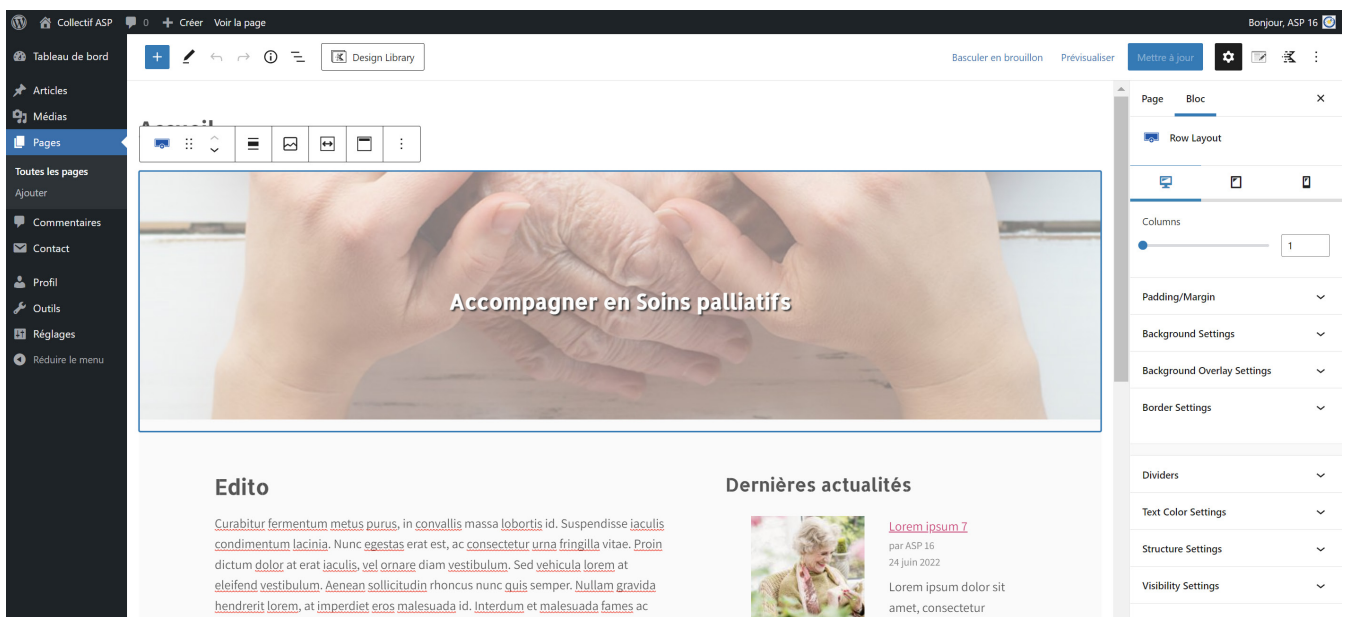 Collectif ASP 0 Créer Voir la page Bonjour, ASP 16
Tableau de bord
Articles
Médias
Pages
Toutes les pages
Ajouter
Commentaires
Contact
Profil
Outils
Réglages
Réduire le menu
Design Library Basculer en brouillon Prévisualiser Mettre à jour
Accueil
Accompagner en Soins palliatifs
Edito
Curabitur fermentum metus purus, in convallis massa lobortis id. Suspendisse iaculis
condimentum lacinia. Nunc egestas erat est, ac consectetur urna fringilla vitae. Proin
dictum dolor at erat iaculis, vel ornare diam vestibulum. Sed vehicula lorem at
eleifend vestibulum. Aenean sollicitudin rhoncus nunc quis semper. Nullam gravida
hendrerit lorem, at imperdiet eros malesuada id. Interdum et malesuada fames ac
Dernières actualités
Lorem ipsum 7
par ASP 16
24 juin 2022
Lorem ipsum dolor sit
amet, consectetur
Page Bloc
Row Layout
Columns
1
Padding/Margin
Background Settings
Background Overlay Settings
Border Settings
Dividers
Text Color Settings
Structure Settings
Visibility Settings